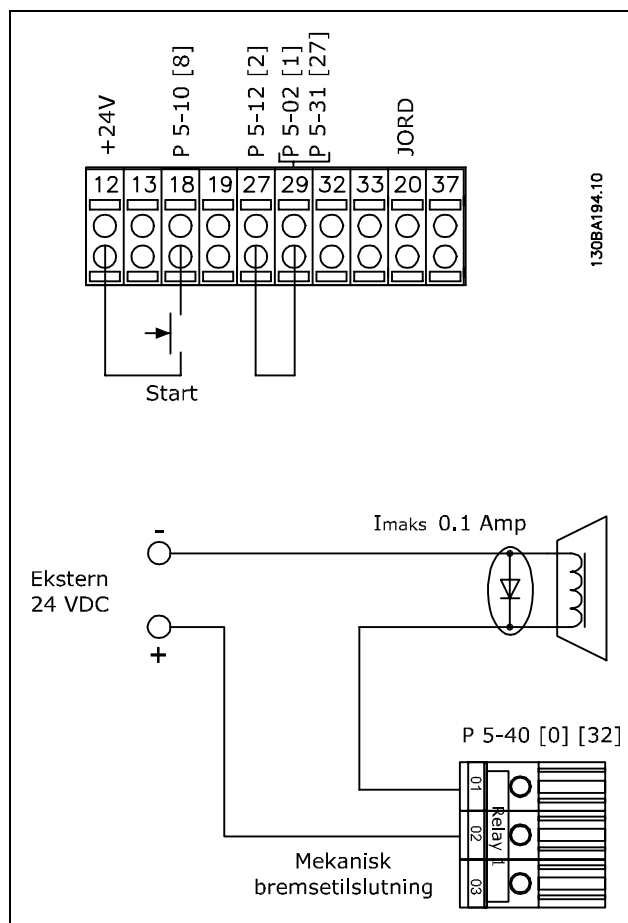 +24V
P 5-10 [8]
P 5-12 [2]
P 5-02 [1]
P 5-31 [27]
JORD
12 13 18 19 27 29 32 33 20 37
130BA194.10
Start
Imaks 0.1 Amp
-
Ekstern
24 VDC
+
P 5-40 [0] [32]
01
02
03
Relay 1
Mekanisk
bremsetilslutning